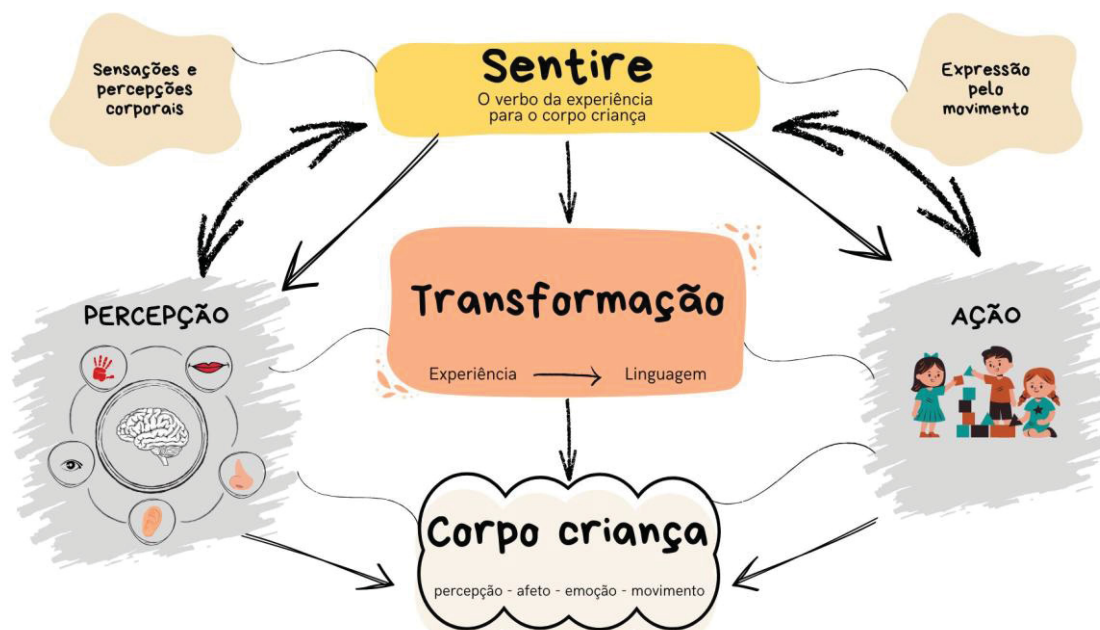 Sensações e
percepções
corporais
Sentire
O verbo da experiência
para o corpo criança
Expressão
pelo
movimento
PERCEPÇÃO
Transformação
Experiência
Linguagem
AÇÃO
Corpo criança
percepção - afeto - emoção - movimento